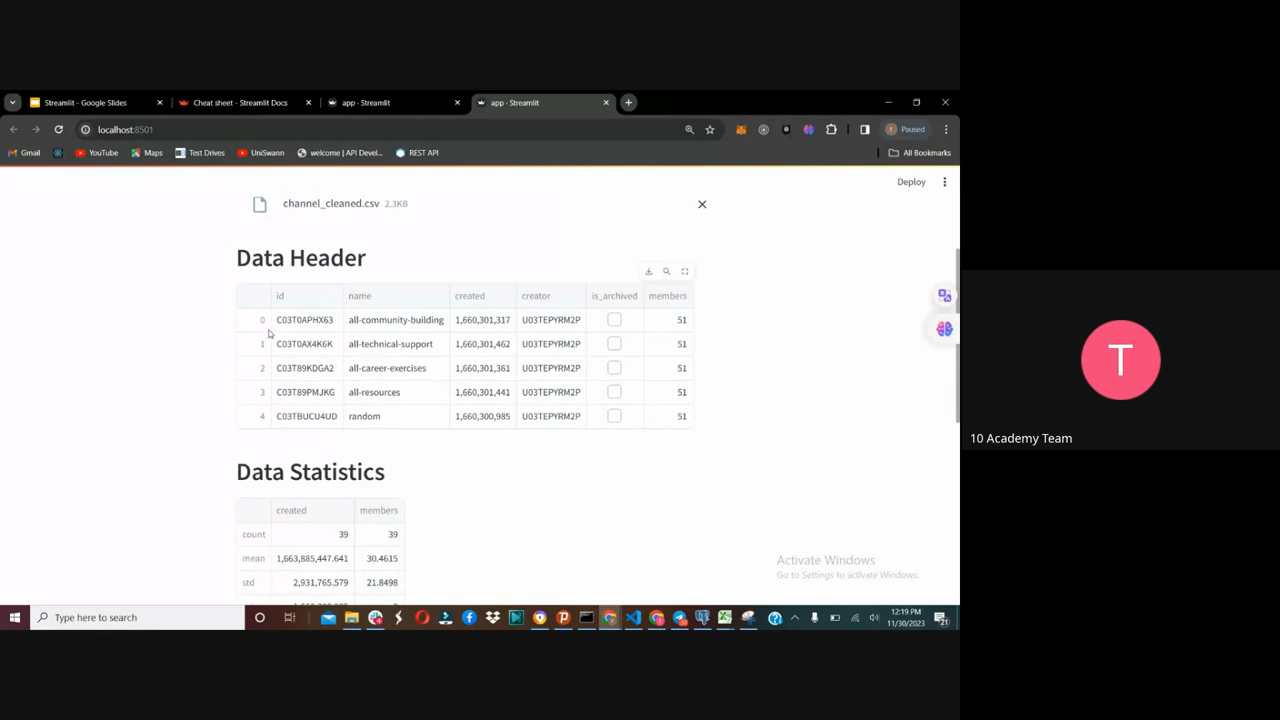 Streamlit - Google Slides
Cheat sheet - Streamlit Docs
app · Streamlit
app · Streamlit
localhost:8501
Paused
Gmail
YouTube
Maps
Test Drives
UniSwann
welcome | API Devel...
REST API
All Bookmarks
Deploy
channel_cleaned.csv 2.3KB
Data Header
id name created creator is_archived members
0 C03T0APHX63 all-community-building 1,660,301,317 U03TEPYRM2P 51
1 C03T0AX4K6K all-technical-support 1,660,301,462 U03TEPYRM2P 51
2 C03T89KDGA2 all-career-exercises 1,660,301,361 U03TEPYRM2P 51
3 C03T89PMJKG all-resources 1,660,301,441 U03TEPYRM2P 51
4 C03TBUCU4UD random 1,660,300,985 U03TEPYRM2P 51
Data Statistics
created members
count 39 39
mean 1,663,885,447.641 30.4615
std 2,931,765.579 21.8498
Activate Windows
Go to Settings to activate Windows.
Type here to search
12:19 PM
11/30/2023
21
T
10 Academy Team